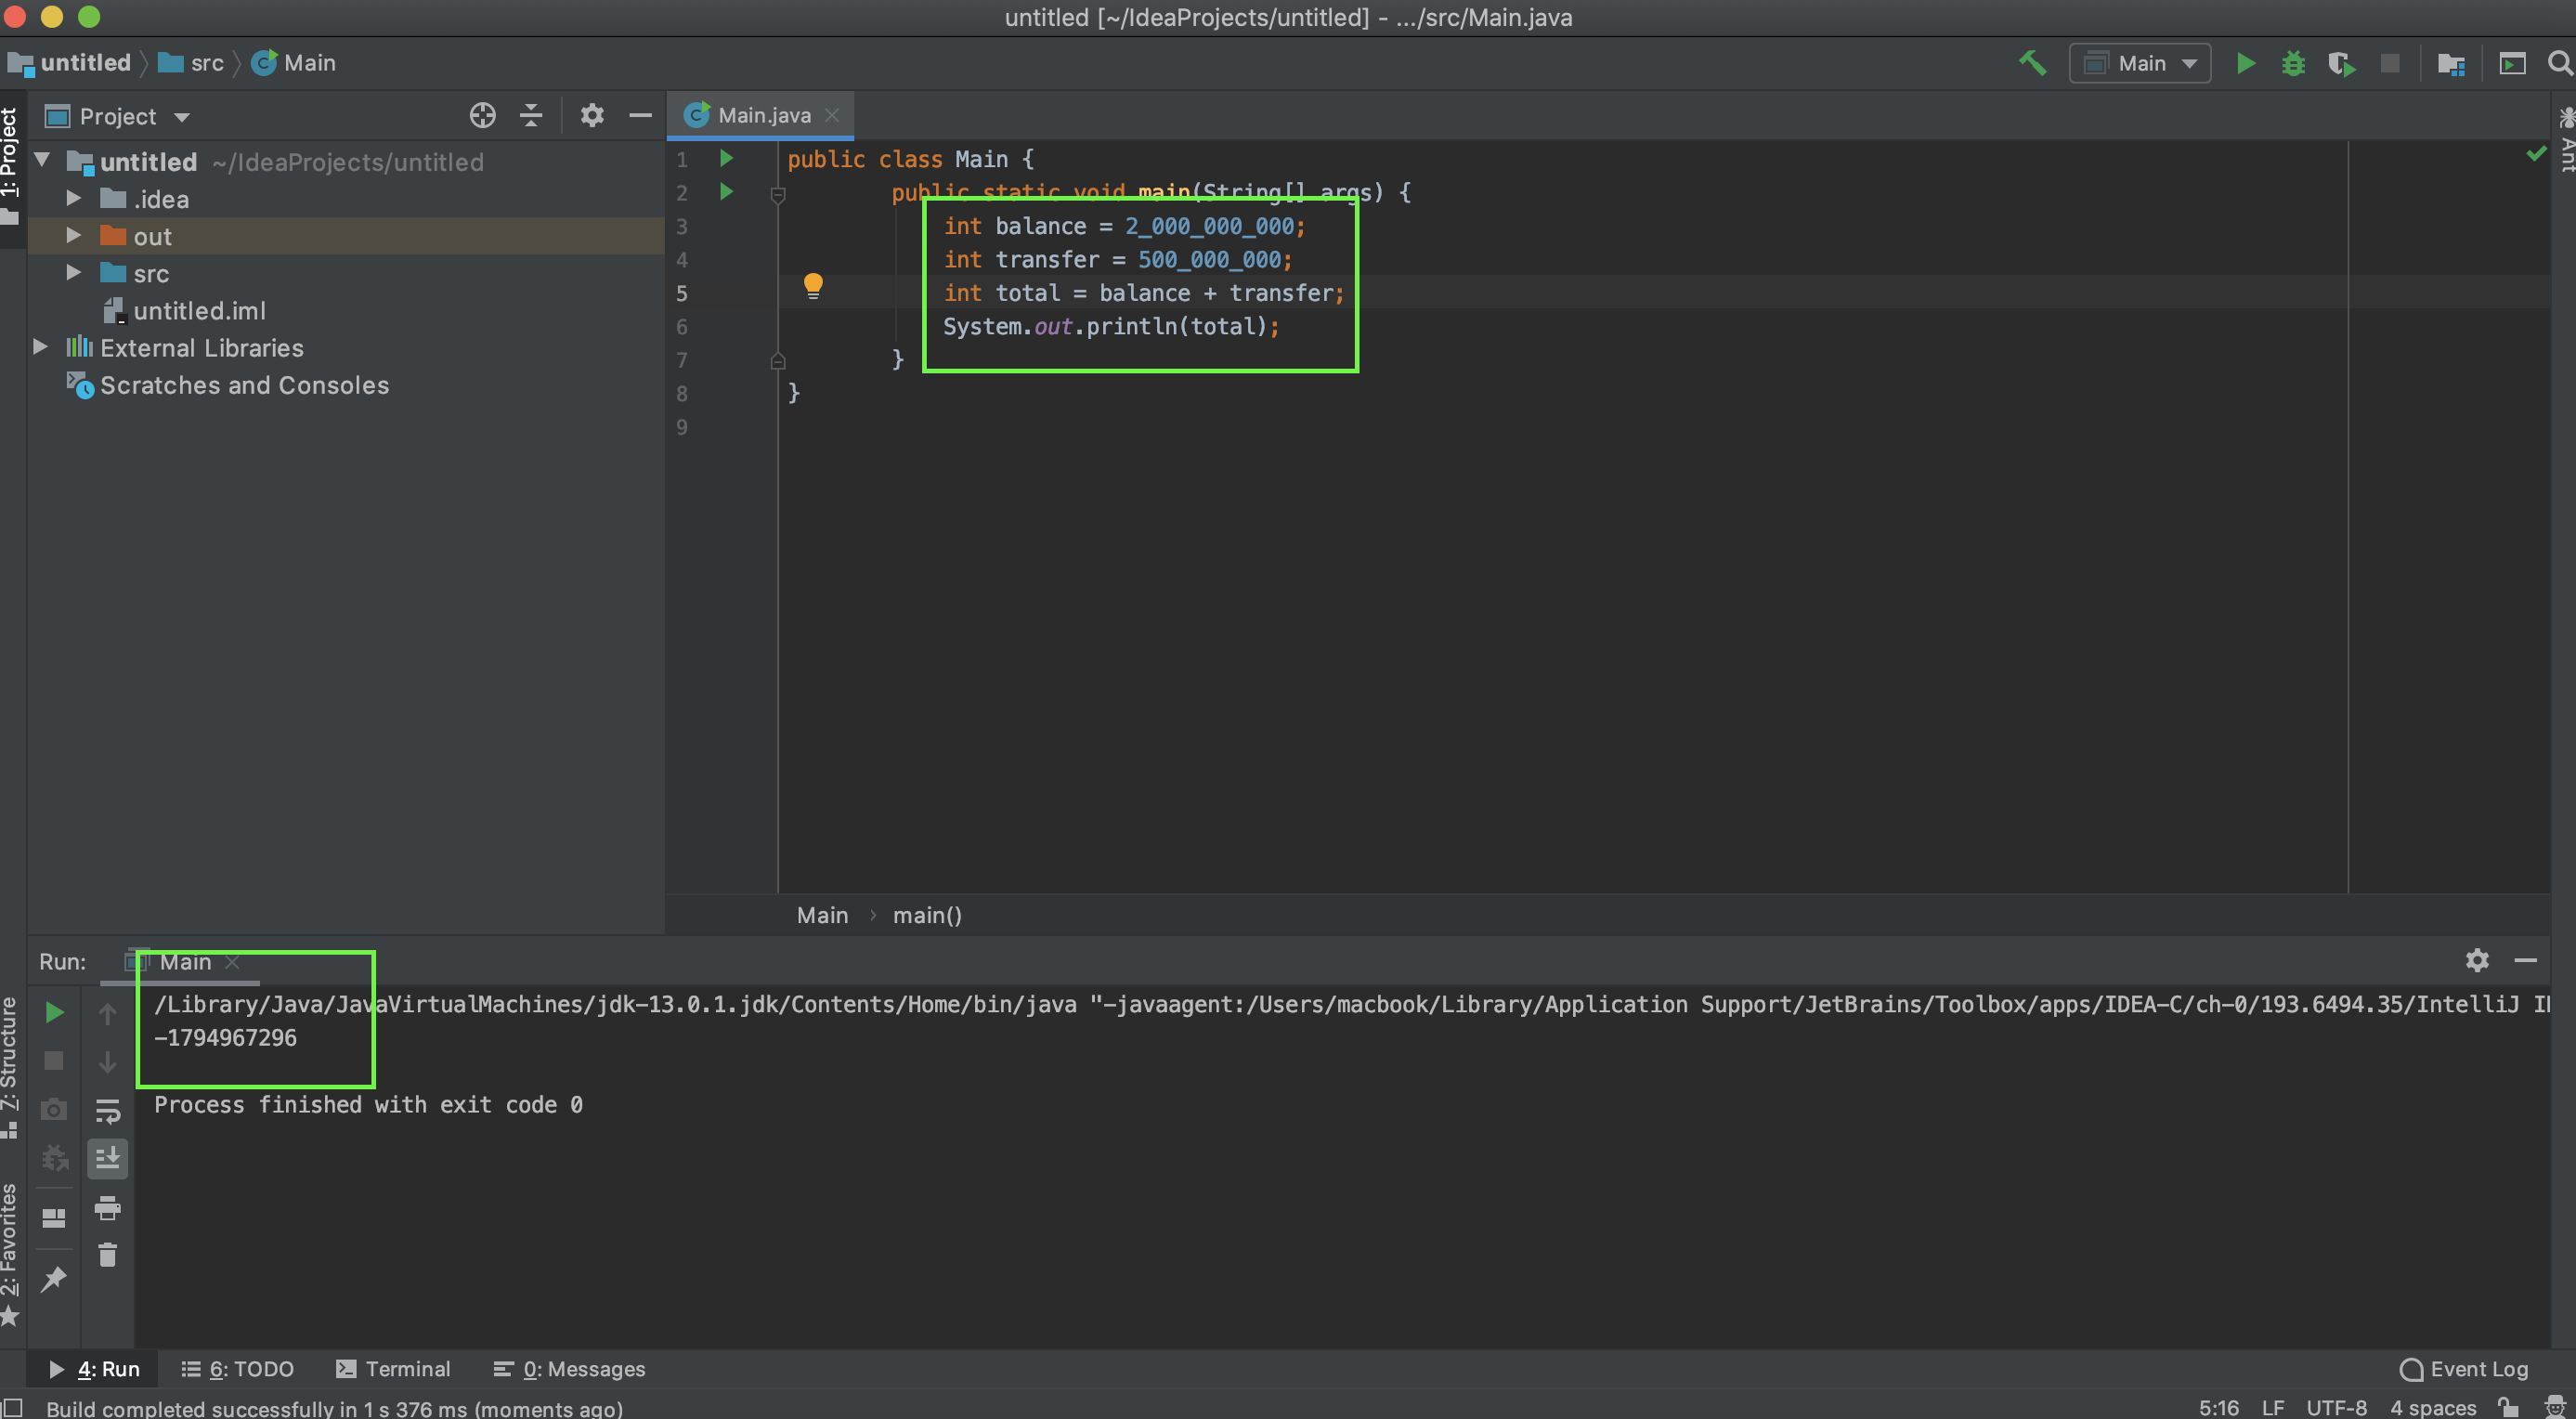 untitled [~/IdeaProjects/untitled] - .../src/Main.java
untitled src Main
Main
1: Project
Project
untitled ~/IdeaProjects/untitled
.idea
out
src
untitled.iml
External Libraries
Scratches and Consoles
Main.java
Ant
1 public class Main {
2 public static void main(String[] args) {
3 int balance = 2_000_000_000;
4 int transfer = 500_000_000;
5 int total = balance + transfer;
6 System.out.println(total);
7 }
8 }
9
Main › main()
Run: Main
/Library/Java/JavaVirtualMachines/jdk-13.0.1.jdk/Contents/Home/bin/java "-javaagent:/Users/macbook/Library/Application Support/JetBrains/Toolbox/apps/IDEA-C/ch-0/193.6494.35/IntelliJ
-1794967296
Process finished with exit code 0
7: Structure
2: Favorites
4: Run 6: TODO Terminal 0: Messages Event Log
Build completed successfully in 1 s 376 ms (moments ago) 5:16 LF UTF-8 4 spaces